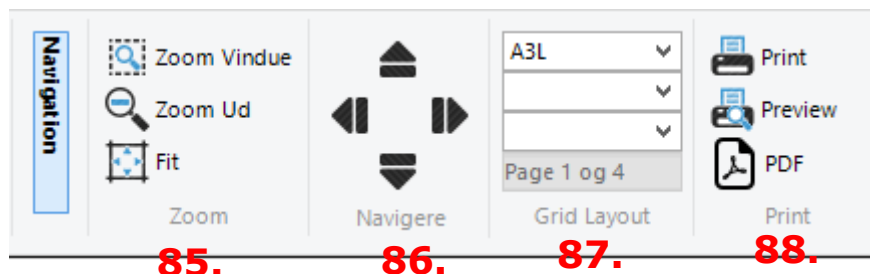 Navigation
Zoom Vindue
Zoom Ud
Fit
Zoom
Navigere
A3L
Page 1 og 4
Grid Layout
Print
Preview
PDF
Print
85.
86.
87.
88.